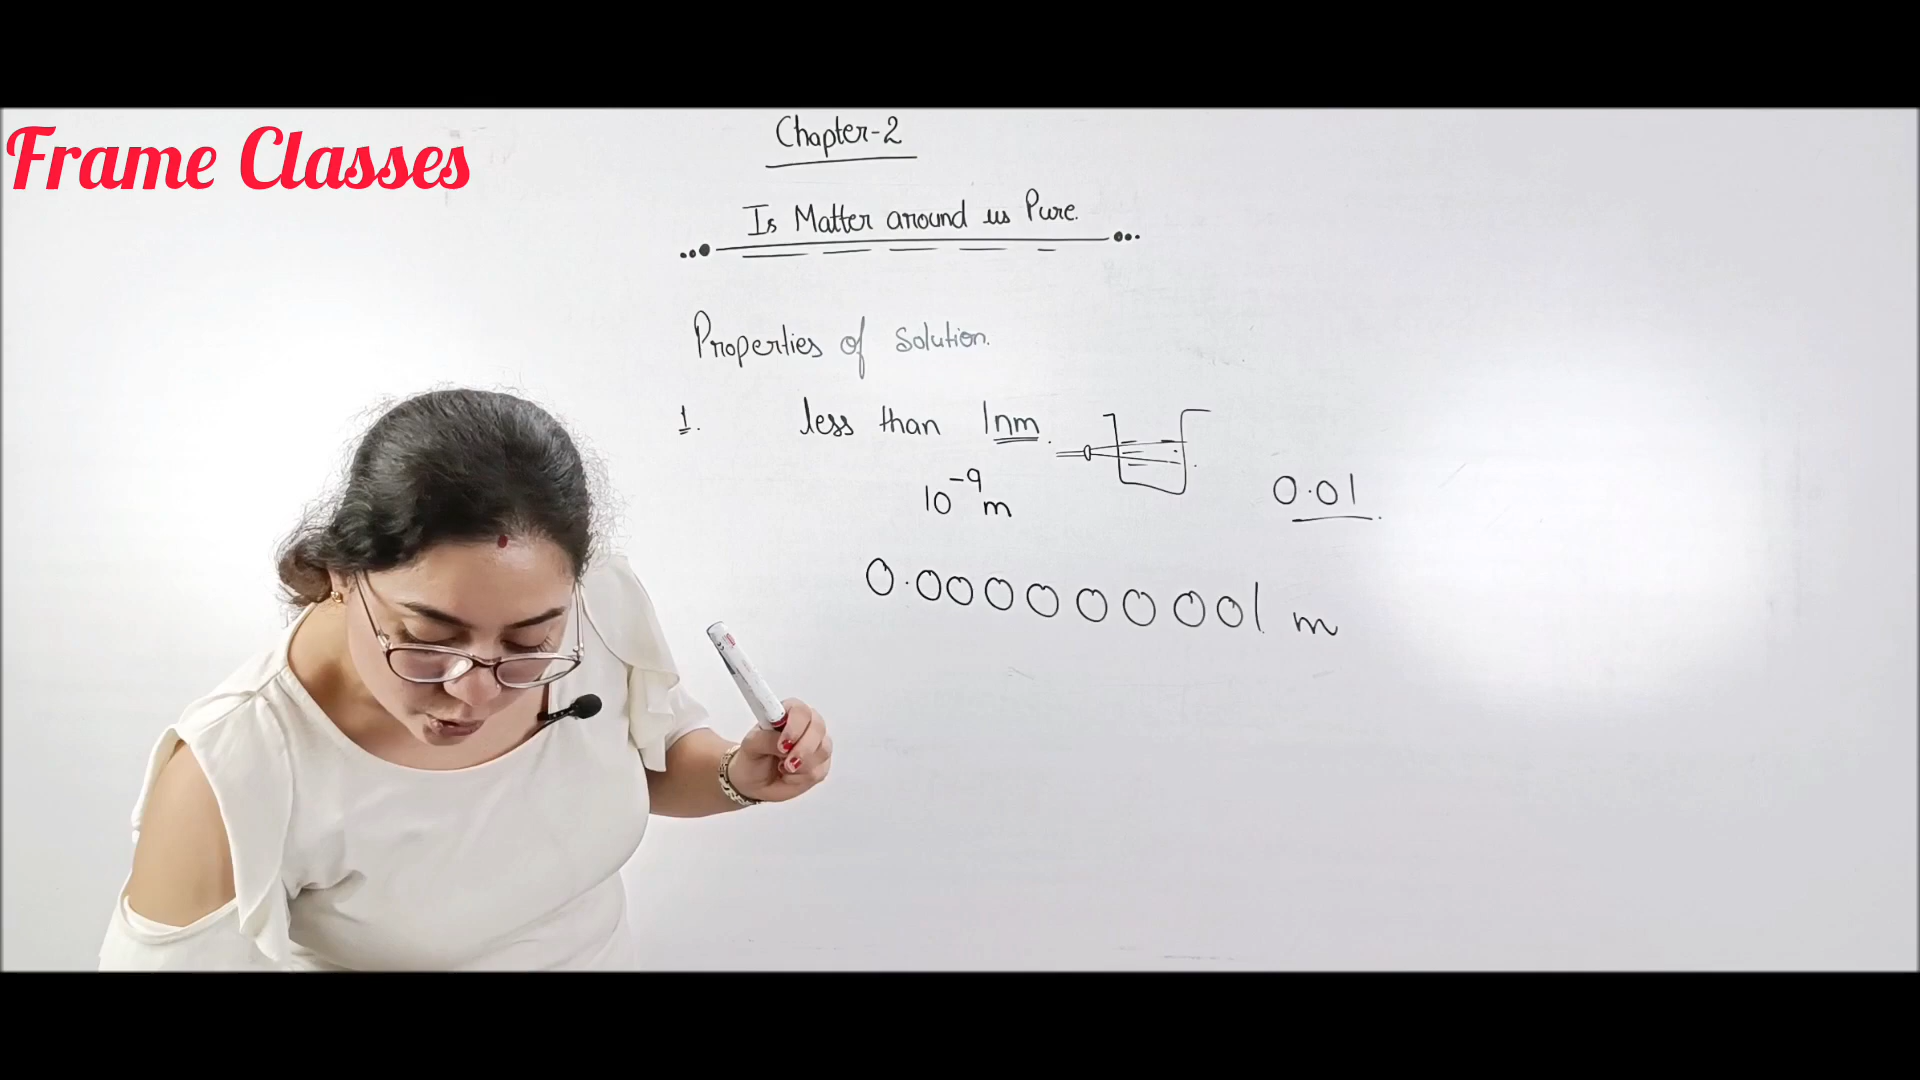 Frame Classes
Chapter-2
Is Matter around us Pure.
Properties of solution.
1. less than 1nm.
10⁻⁹m
0.01
0.000000001 m